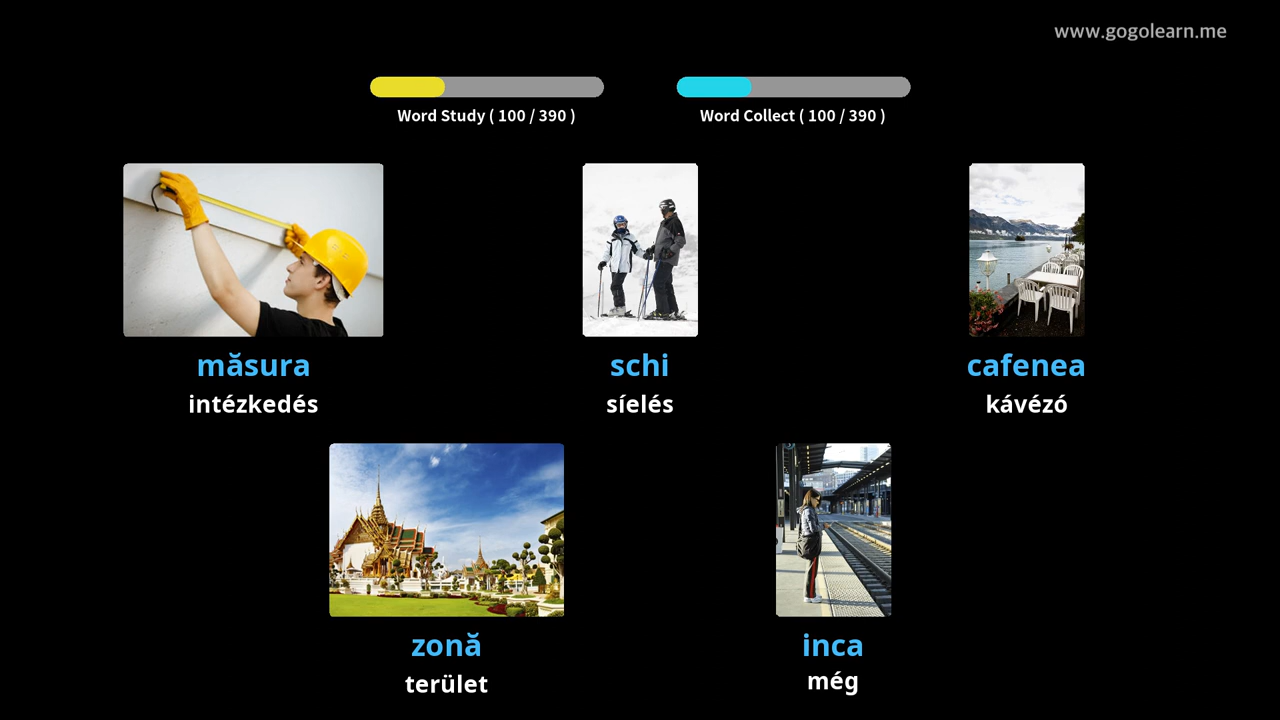 www.gogolearn.me
Word Study ( 100 / 390 )
Word Collect ( 100 / 390 )
măsura
intézkedés
schi
síelés
cafenea
kávézó
zonă
terület
inca
még